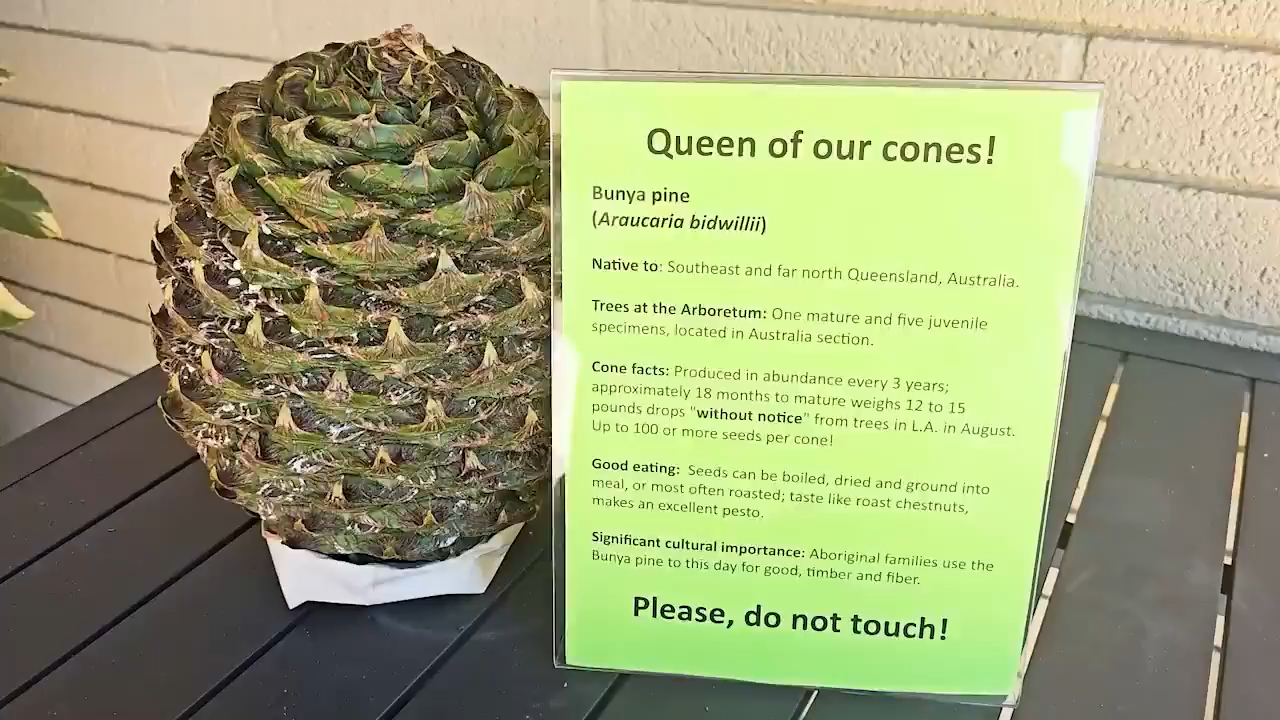 Queen of our cones!
Bunya pine
(Araucaria bidwillii)
Native to: Southeast and far north Queensland, Australia.
Trees at the Arboretum: One mature and five juvenile
specimens, located in Australia section.
Cone facts: Produced in abundance every 3 years;
approximately 18 months to mature weighs 12 to 15
pounds drops "without notice" from trees in L.A. in August.
Up to 100 or more seeds per cone!
Good eating: Seeds can be boiled, dried and ground into
meal, or most often roasted; taste like roast chestnuts,
makes an excellent pesto.
Significant cultural importance: Aboriginal families use the
Bunya pine to this day for good, timber and fiber.
Please, do not touch!